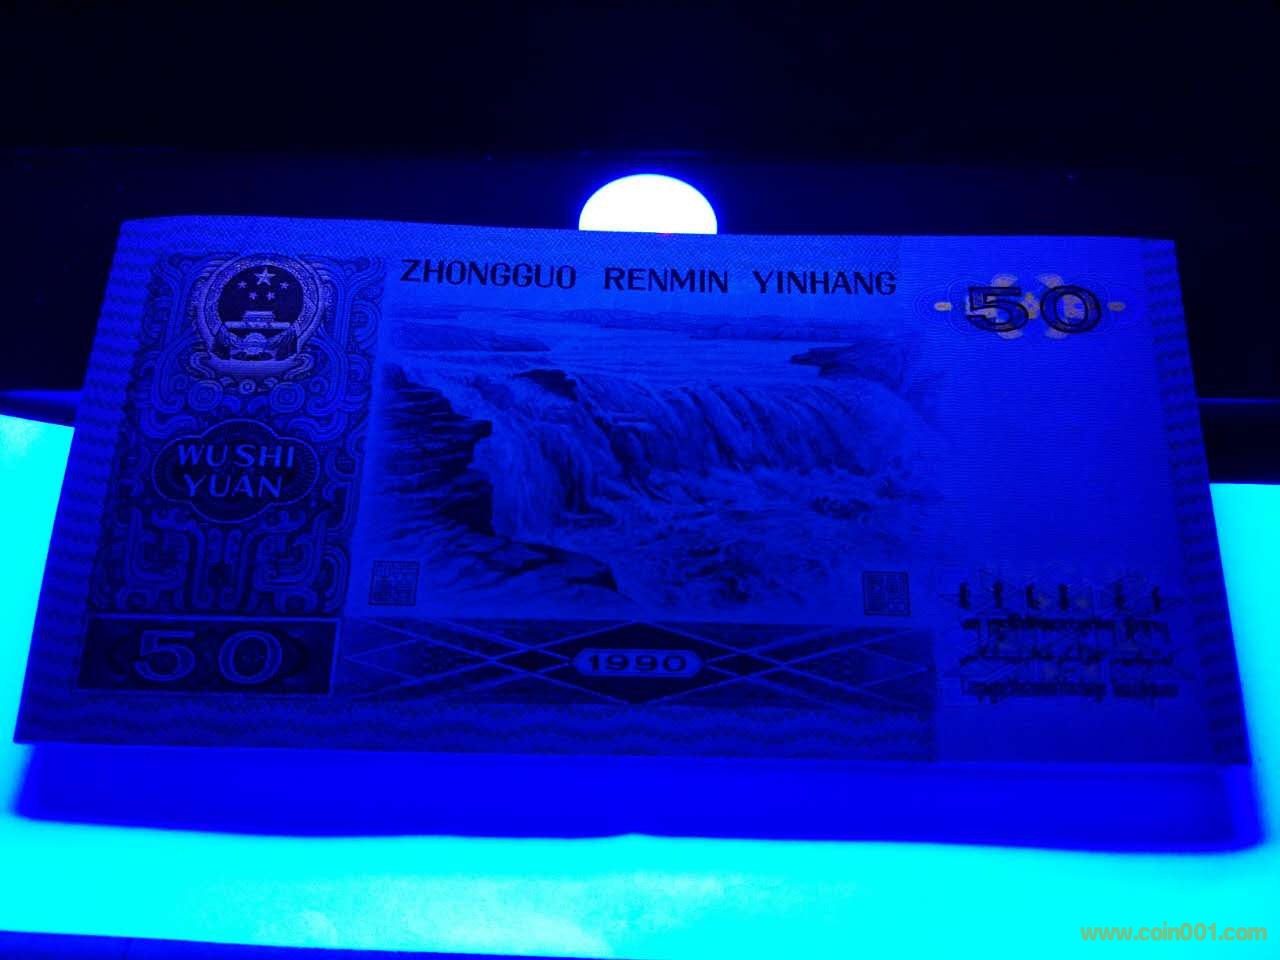 ZHONGGUO RENMIN YINHANG
50
WU SHI
YUAN
50
1990
www.coin001.com